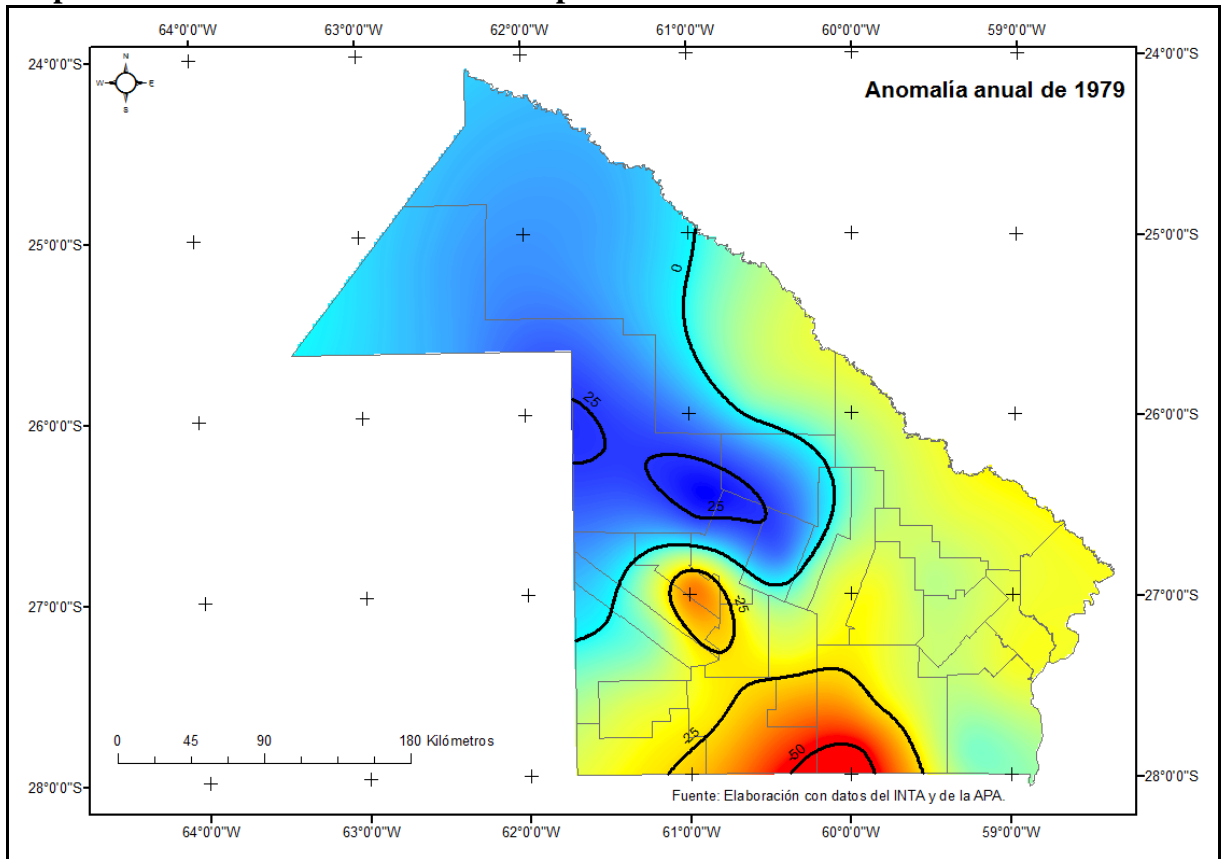 64°0'0"W 63°0'0"W 62°0'0"W 61°0'0"W 60°0'0"W 59°0'0"W
24°0'0"S 24°0'0"S
N
W E
S
Anomalía anual de 1979
25°0'0"S 25°0'0"S
0
25
26°0'0"S 26°0'0"S
25
27°0'0"S 27°0'0"S
-25
-25
-50
0 45 90 180 Kilómetros
28°0'0"S 28°0'0"S
Fuente: Elaboración con datos del INTA y de la APA.
64°0'0"W 63°0'0"W 62°0'0"W 61°0'0"W 60°0'0"W 59°0'0"W